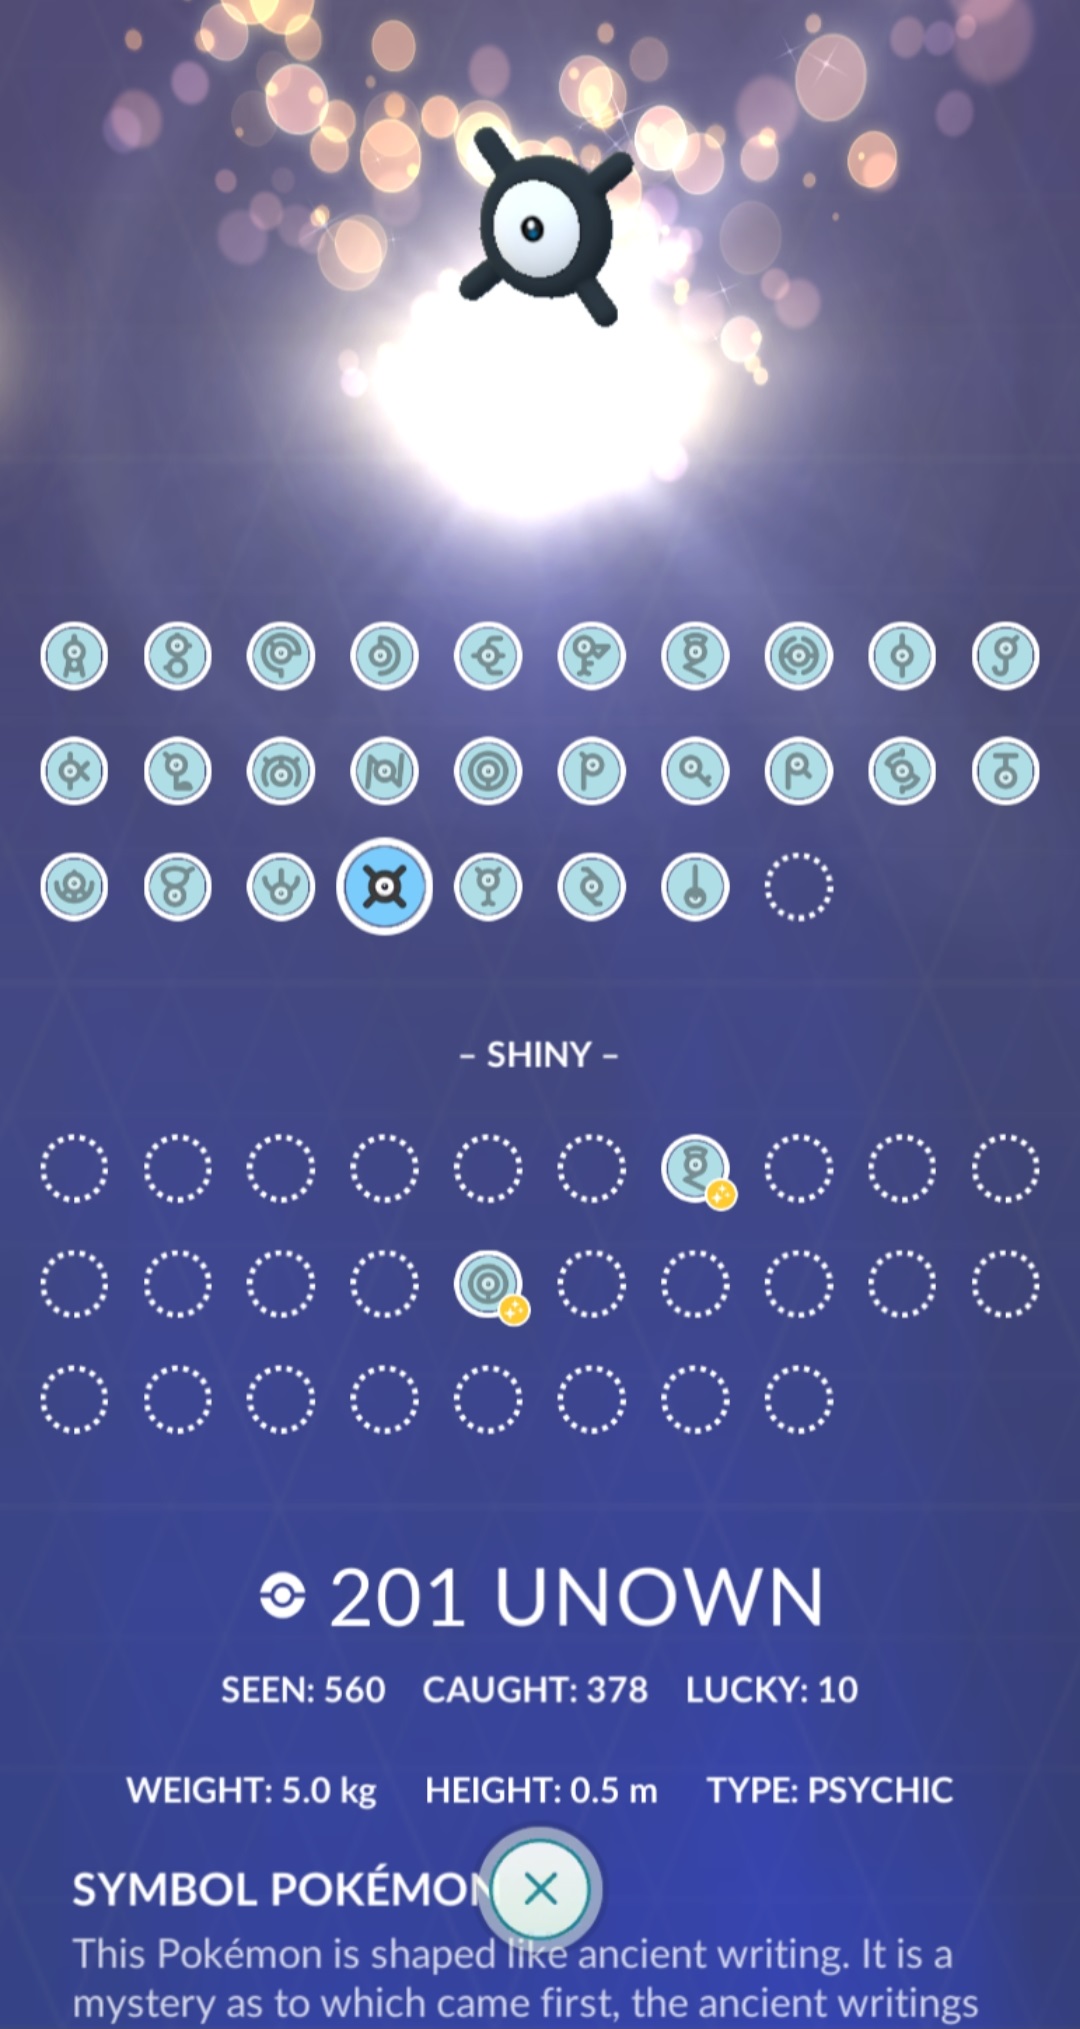 – SHINY –
201 UNOWN
SEEN: 560 CAUGHT: 378 LUCKY: 10
WEIGHT: 5.0 kg HEIGHT: 0.5 m TYPE: PSYCHIC
SYMBOL POKÉMON
This Pokémon is shaped like ancient writing. It is a
mystery as to which came first, the ancient writings